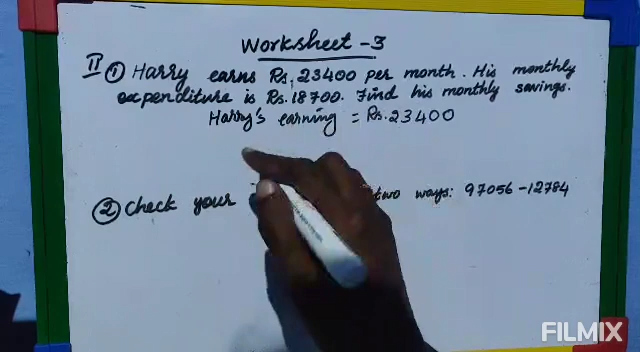 Worksheet - 3
II ① Harry earns Rs. 23400 per month. His monthly
expenditure is Rs. 18700. Find his monthly savings.
Harry's earning = Rs. 23400
② Check your two ways: 97056 - 12784
FILMIX